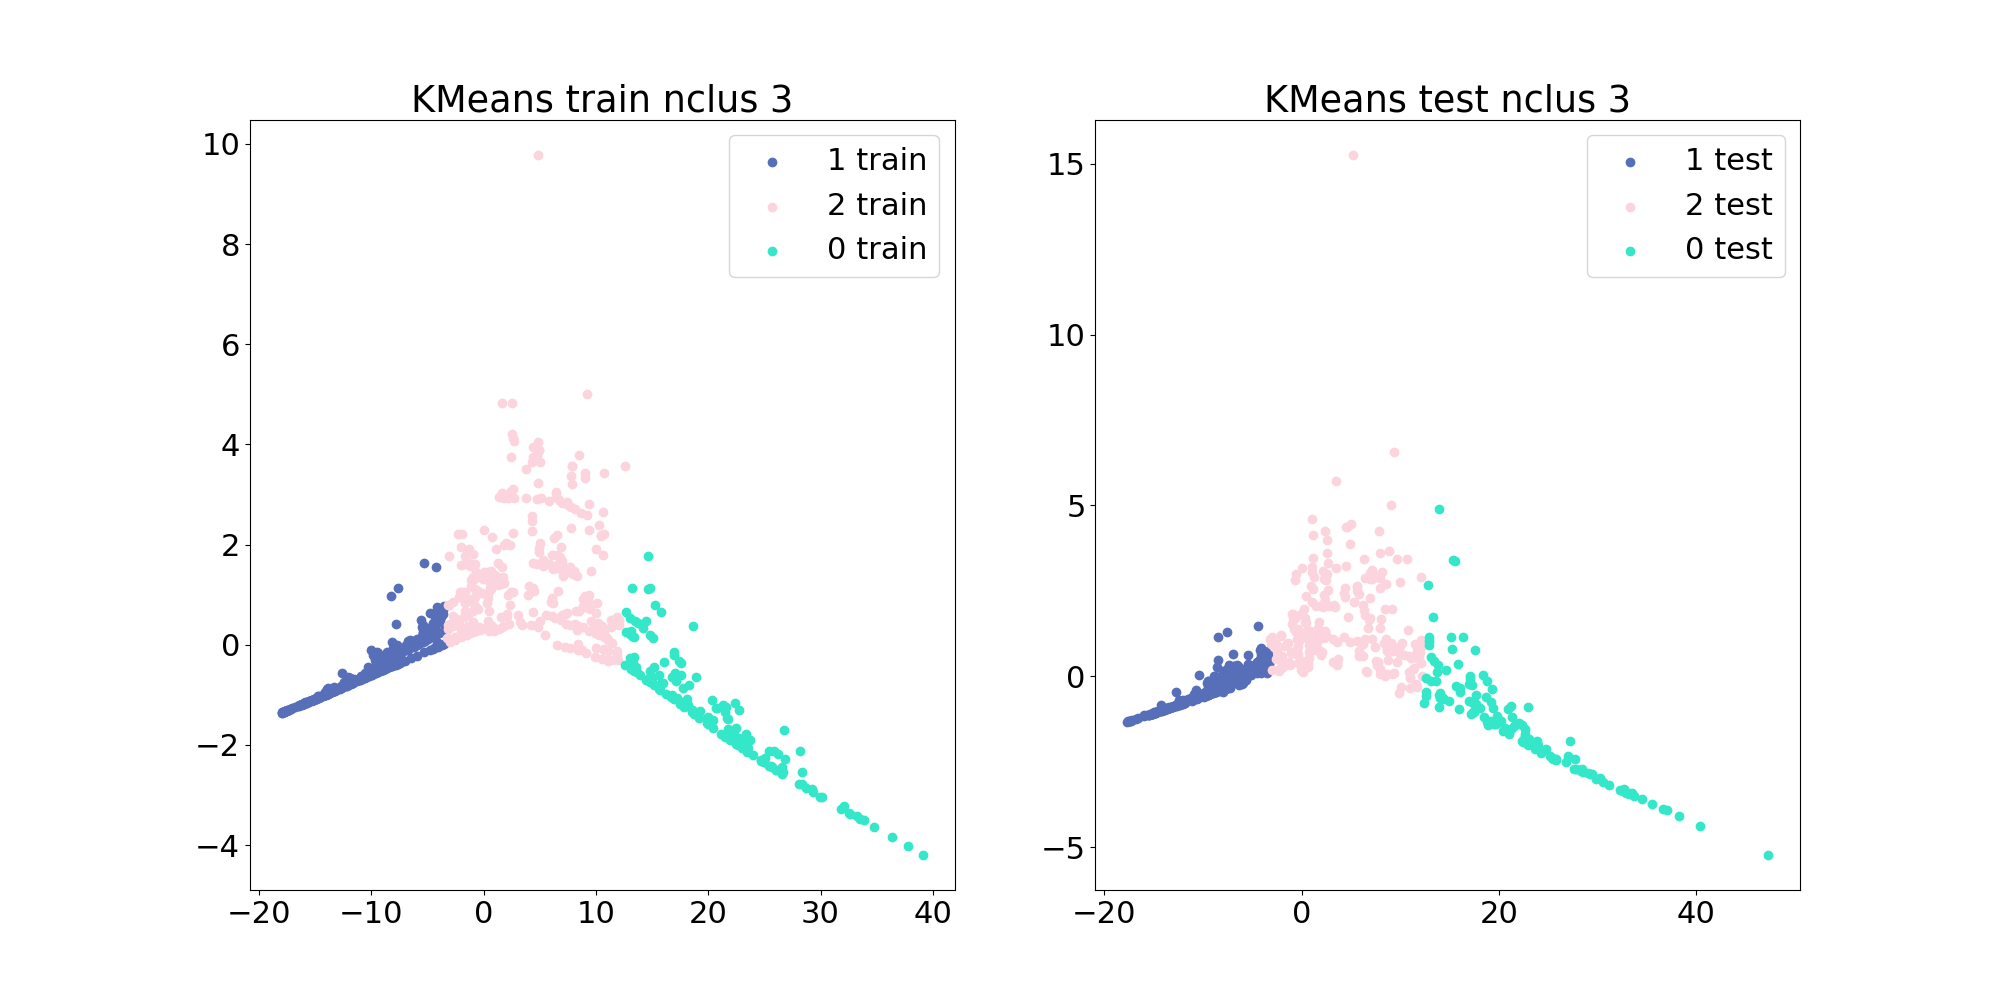 KMeans train nclus 3
10
8
6
4
2
0
−2
−4
−20 −10 0 10 20 30 40
1 train
2 train
0 train
KMeans test nclus 3
15
10
5
0
−5
−20 0 20 40
1 test
2 test
0 test